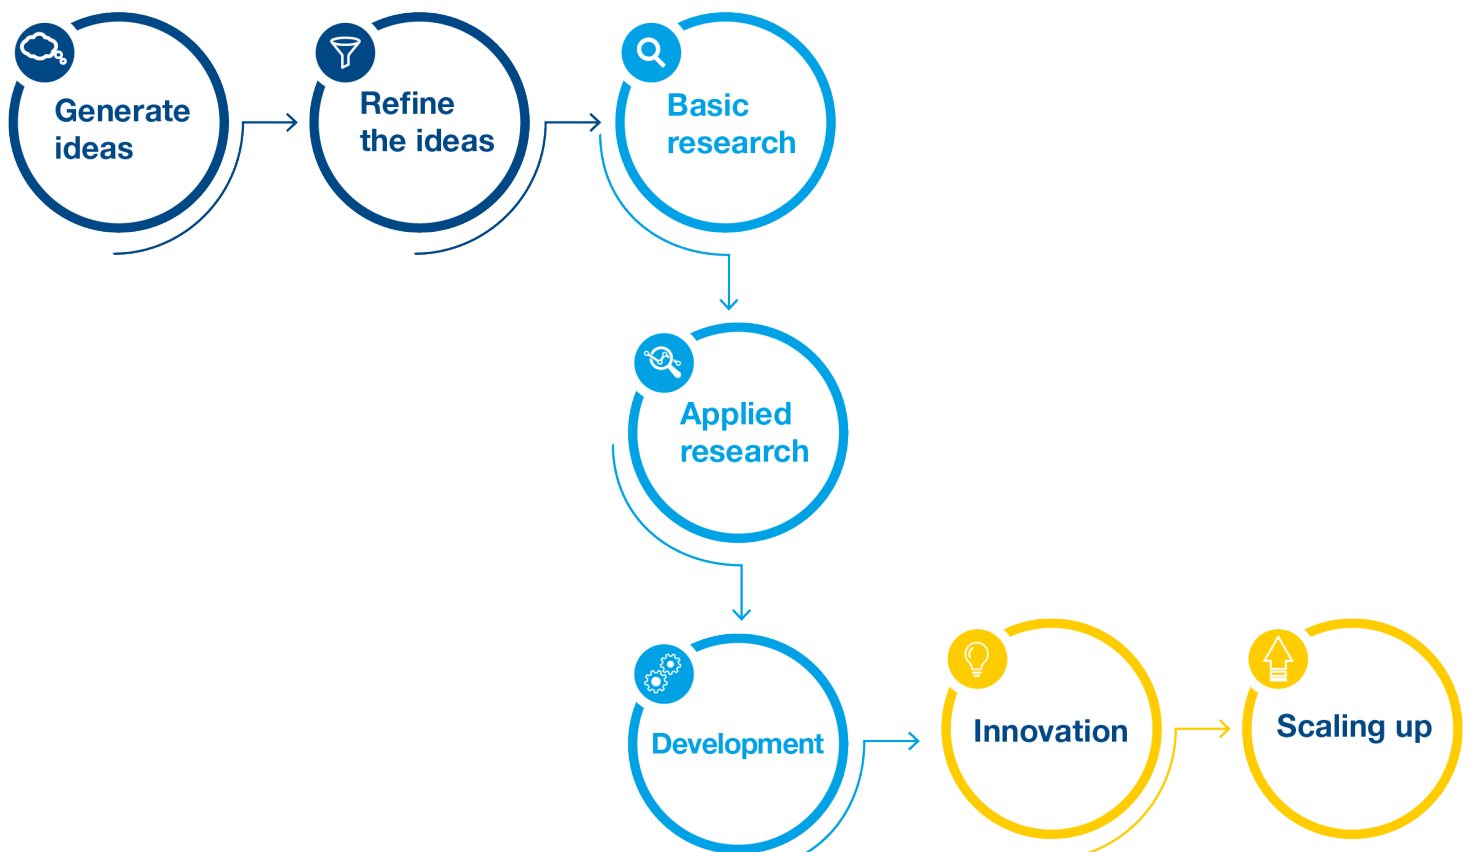 Generate
ideas
Refine
the ideas
Basic
research
Applied
research
Development
Innovation
Scaling up